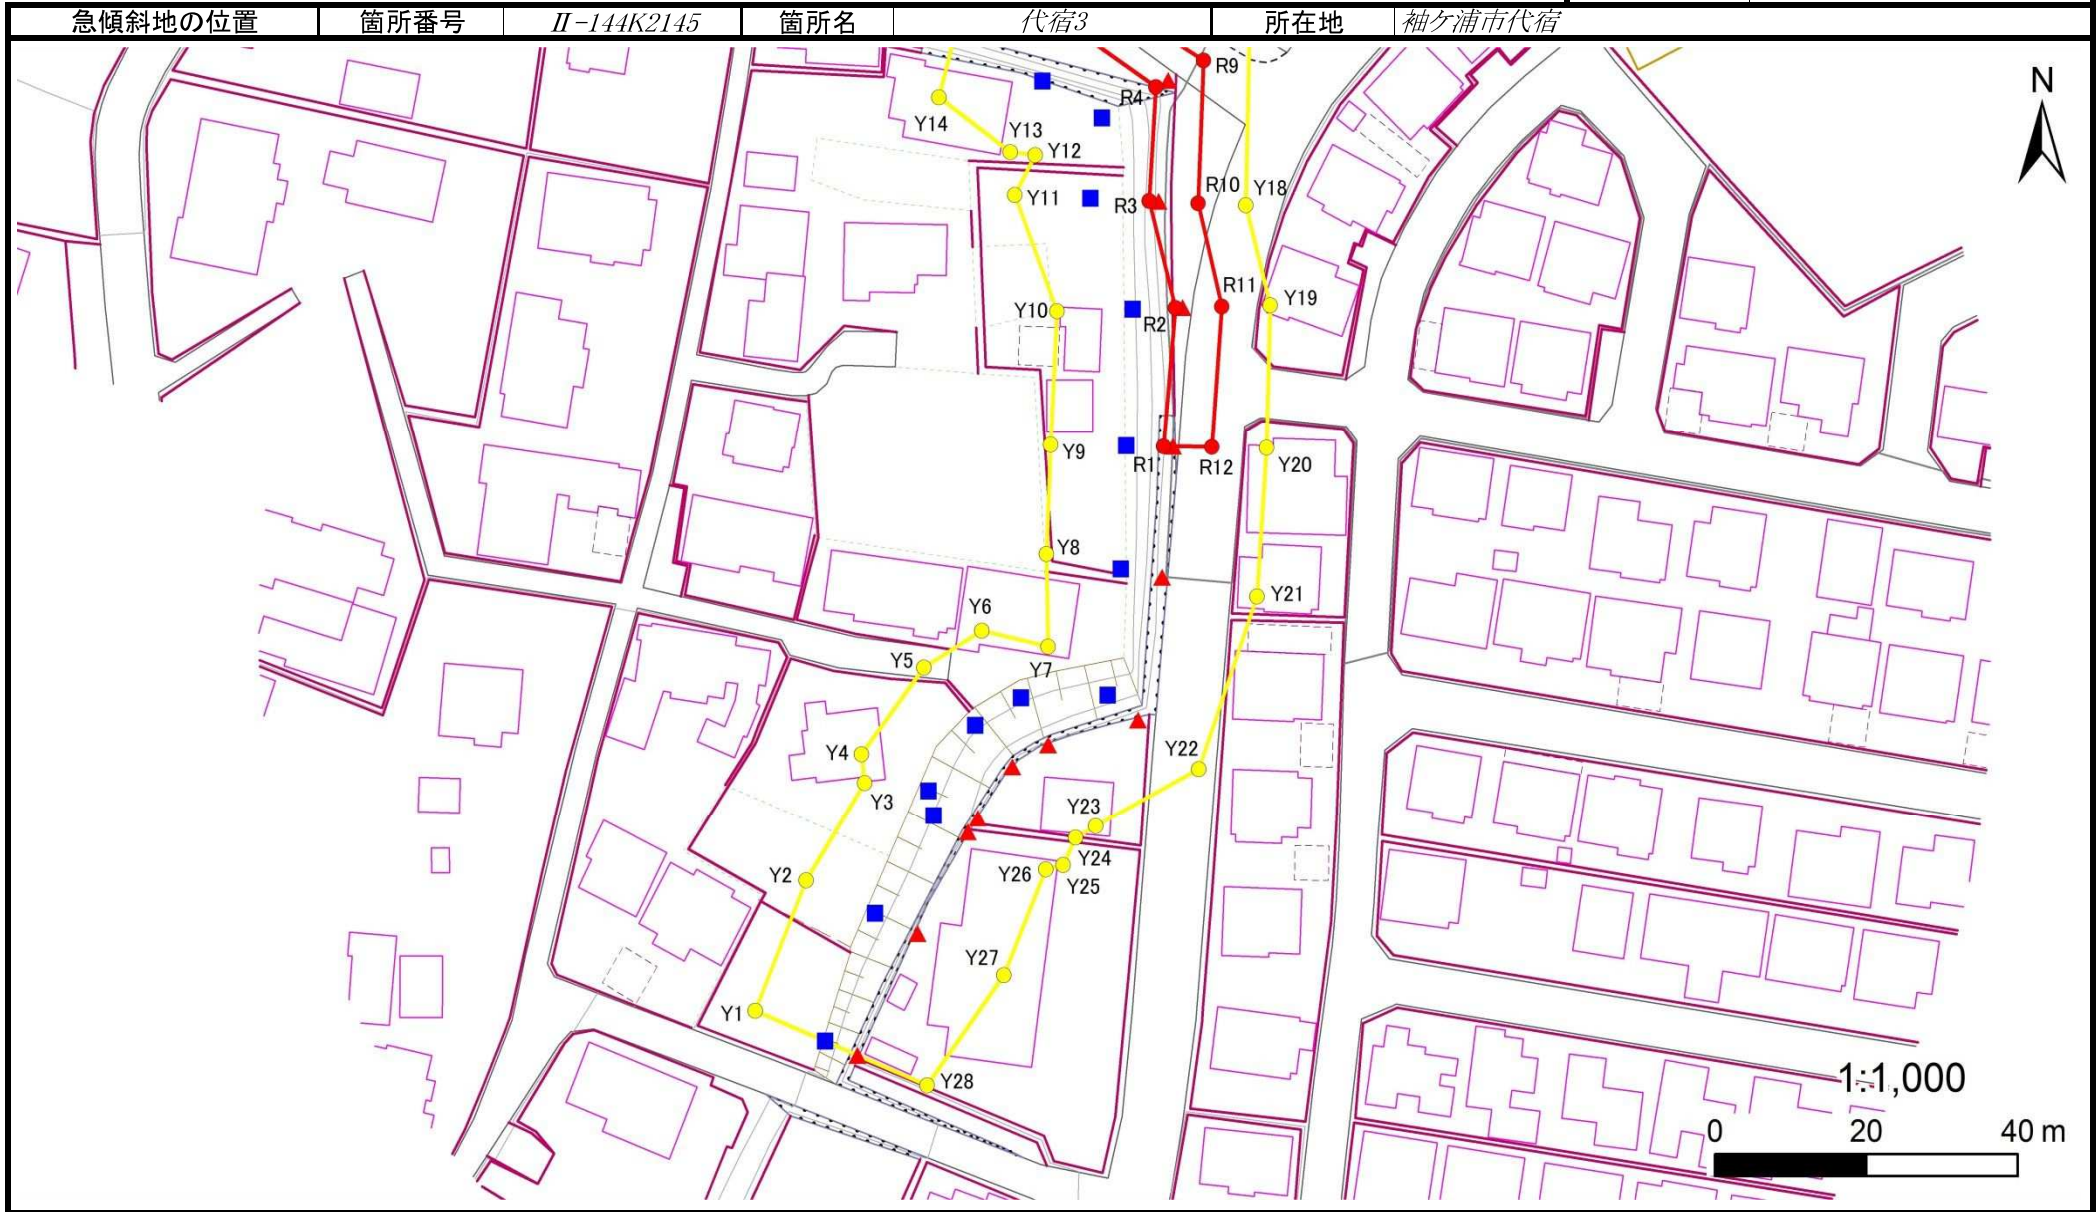 急傾斜地の位置 箇所番号 Ⅱ-144K2145 箇所名 代宿3 所在地 袖ケ浦市代宿
N
R9
R4
Y14
Y13
Y12
R10
Y18
Y11
R3
R11
Y19
Y10
R2
Y9
R1
R12
Y20
Y8
Y21
Y6
Y5
Y7
Y4
Y22
Y3
Y23
Y24
Y2
Y26
Y25
Y27
Y1
Y28
1:1,000
0 20 40 m